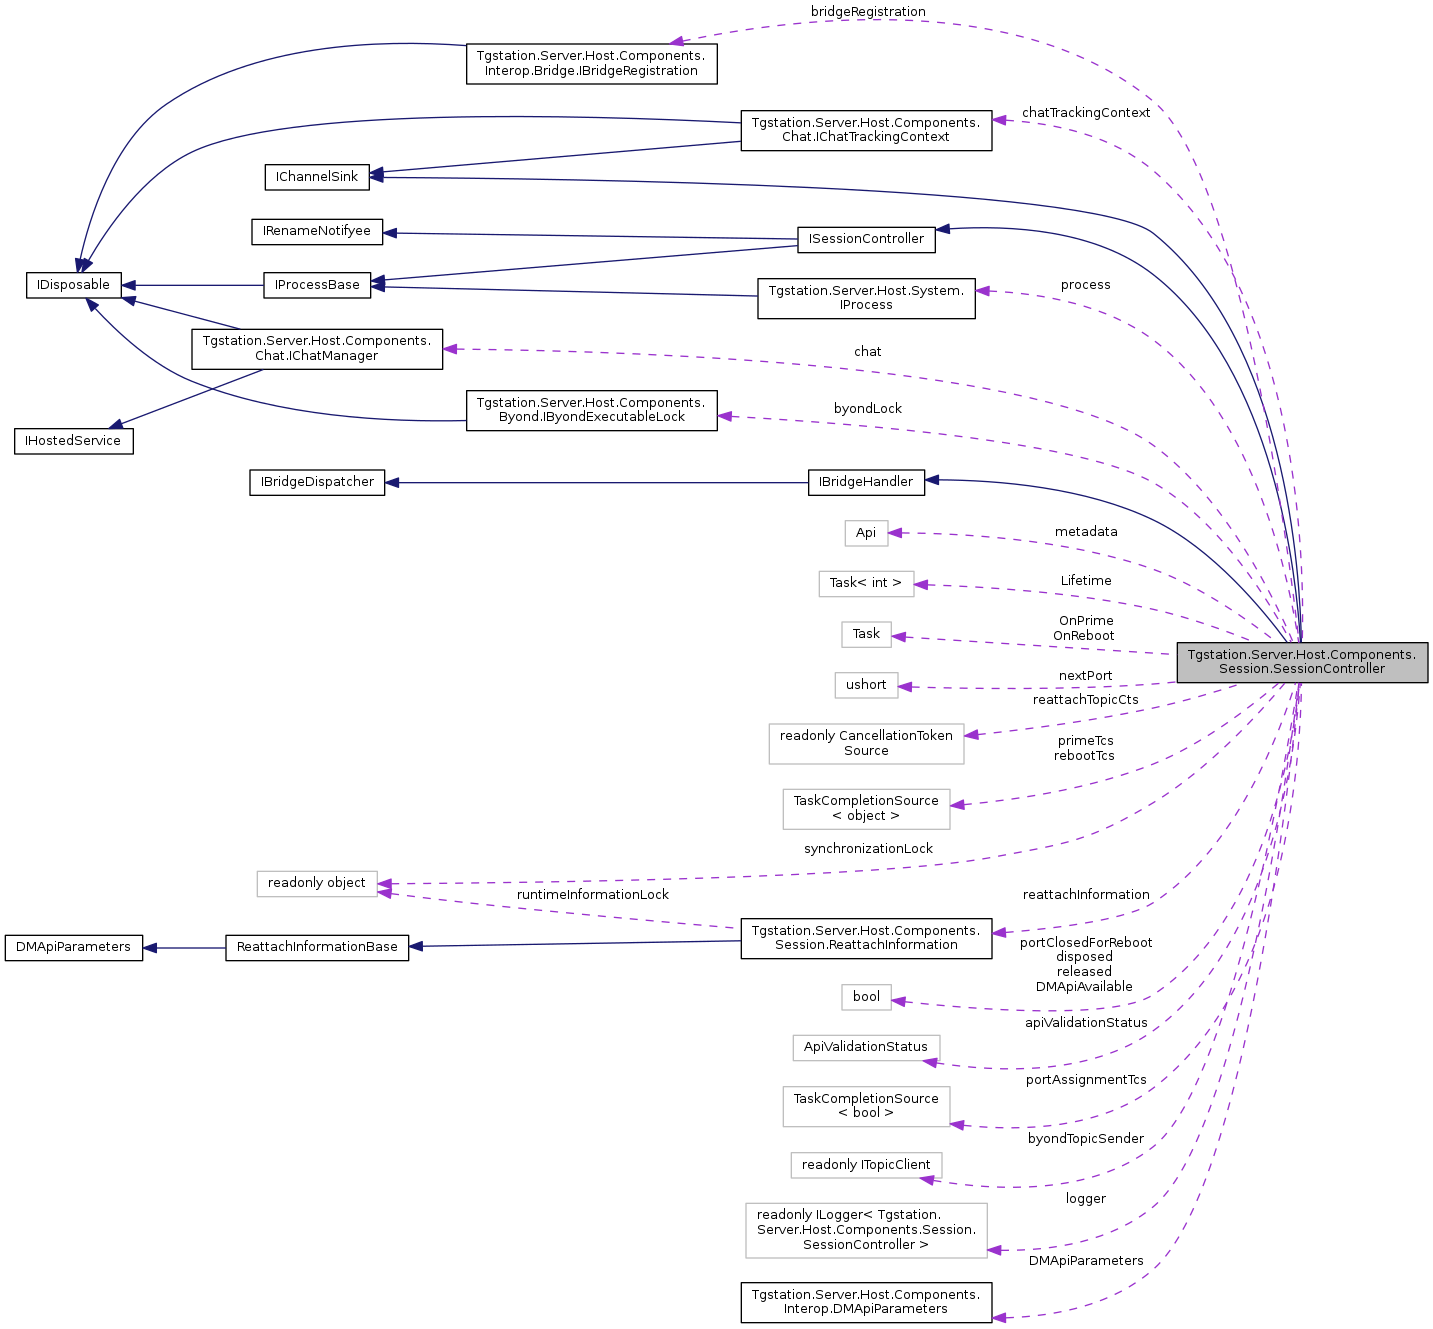 bridgeRegistration
Tgstation.Server.Host.Components.
Interop.Bridge.IBridgeRegistration
chatTrackingContext
Tgstation.Server.Host.Components.
Chat.IChatTrackingContext
IChannelSink
IRenameNotifyee
ISessionController
IDisposable
IProcessBase
process
Tgstation.Server.Host.System.
IProcess
Tgstation.Server.Host.Components.
Chat.IChatManager
chat
Tgstation.Server.Host.Components.
Byond.IByondExecutableLock
byondLock
IHostedService
IBridgeDispatcher
IBridgeHandler
Api
metadata
Task< int >
Lifetime
Task
OnPrime
OnReboot
Tgstation.Server.Host.Components.
Session.SessionController
ushort
nextPort
reattachTopicCts
readonly CancellationToken
Source
primeTcs
rebootTcs
TaskCompletionSource
< object >
synchronizationLock
readonly object
runtimeInformationLock
reattachInformation
DMApiParameters
ReattachInformationBase
Tgstation.Server.Host.Components.
Session.ReattachInformation
portClosedForReboot
disposed
released
DMApiAvailable
bool
apiValidationStatus
ApiValidationStatus
portAssignmentTcs
TaskCompletionSource
< bool >
byondTopicSender
readonly ITopicClient
logger
readonly ILogger< Tgstation.
Server.Host.Components.Session.
SessionController >
DMApiParameters
Tgstation.Server.Host.Components.
Interop.DMApiParameters